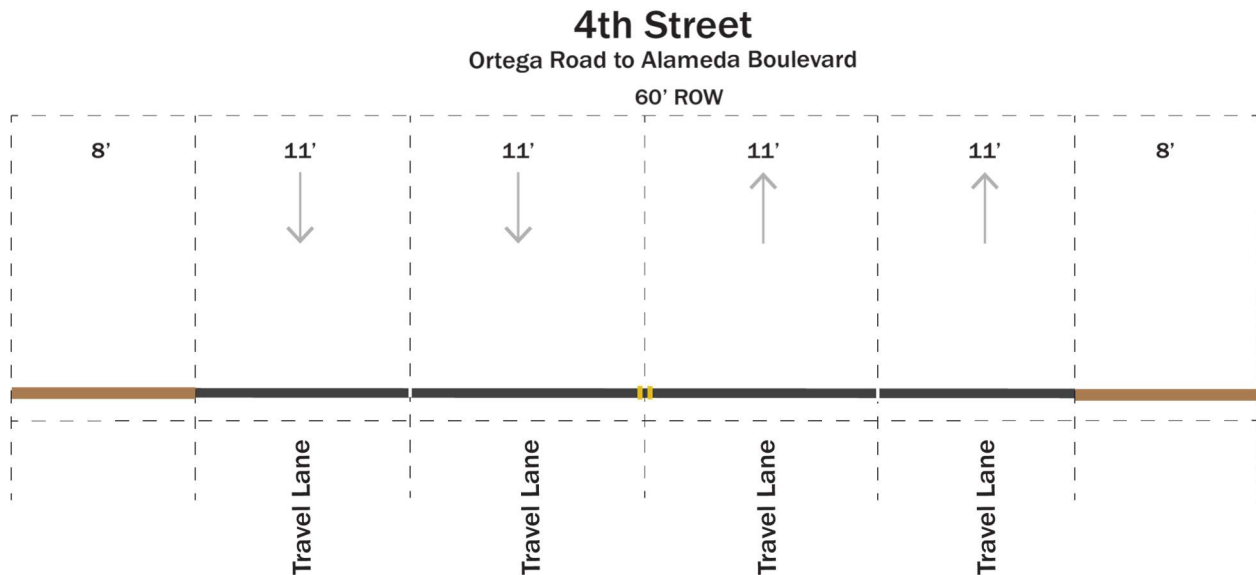 4th Street
Ortega Road to Alameda Boulevard
60’ ROW
8’ 11’ 11’ 11’ 11’ 8’
Travel Lane
Travel Lane
Travel Lane
Travel Lane